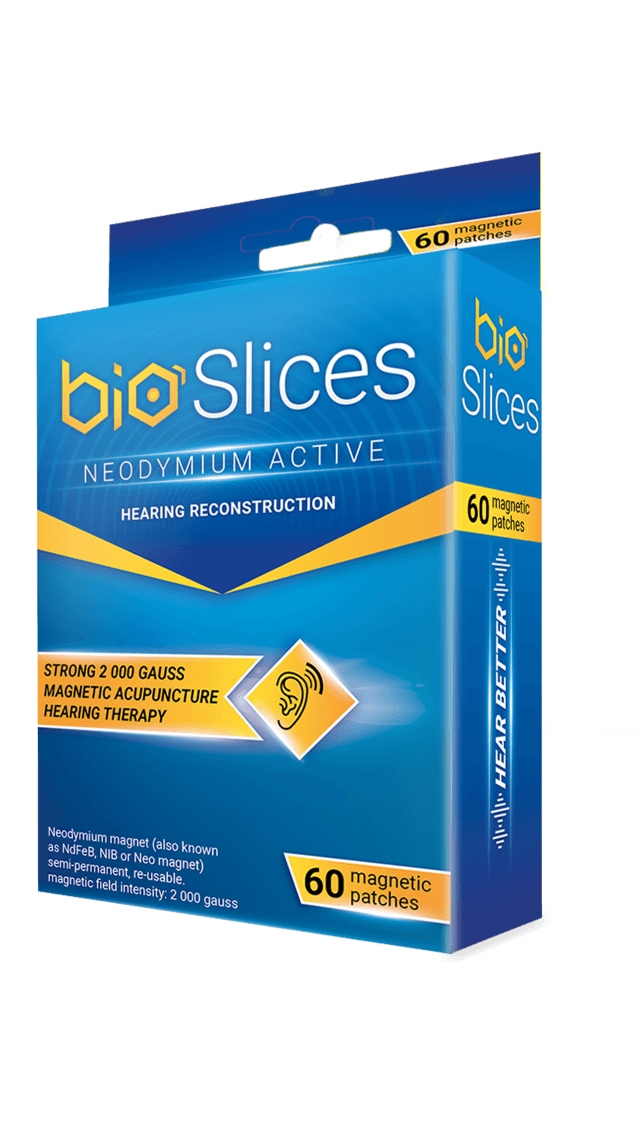 60 magnetic
patches
bio Slices
NEODYMIUM ACTIVE
HEARING RECONSTRUCTION
STRONG 2 000 GAUSS
MAGNETIC ACUPUNCTURE
HEARING THERAPY
Neodymium magnet (also known
as NdFeB, NIB or Neo magnet)
semi-permanent, re-usable.
magnetic field intensity: 2 000 gauss
60 magnetic
patches
bio
Slices
60 magnetic
patches
HEAR BETTER